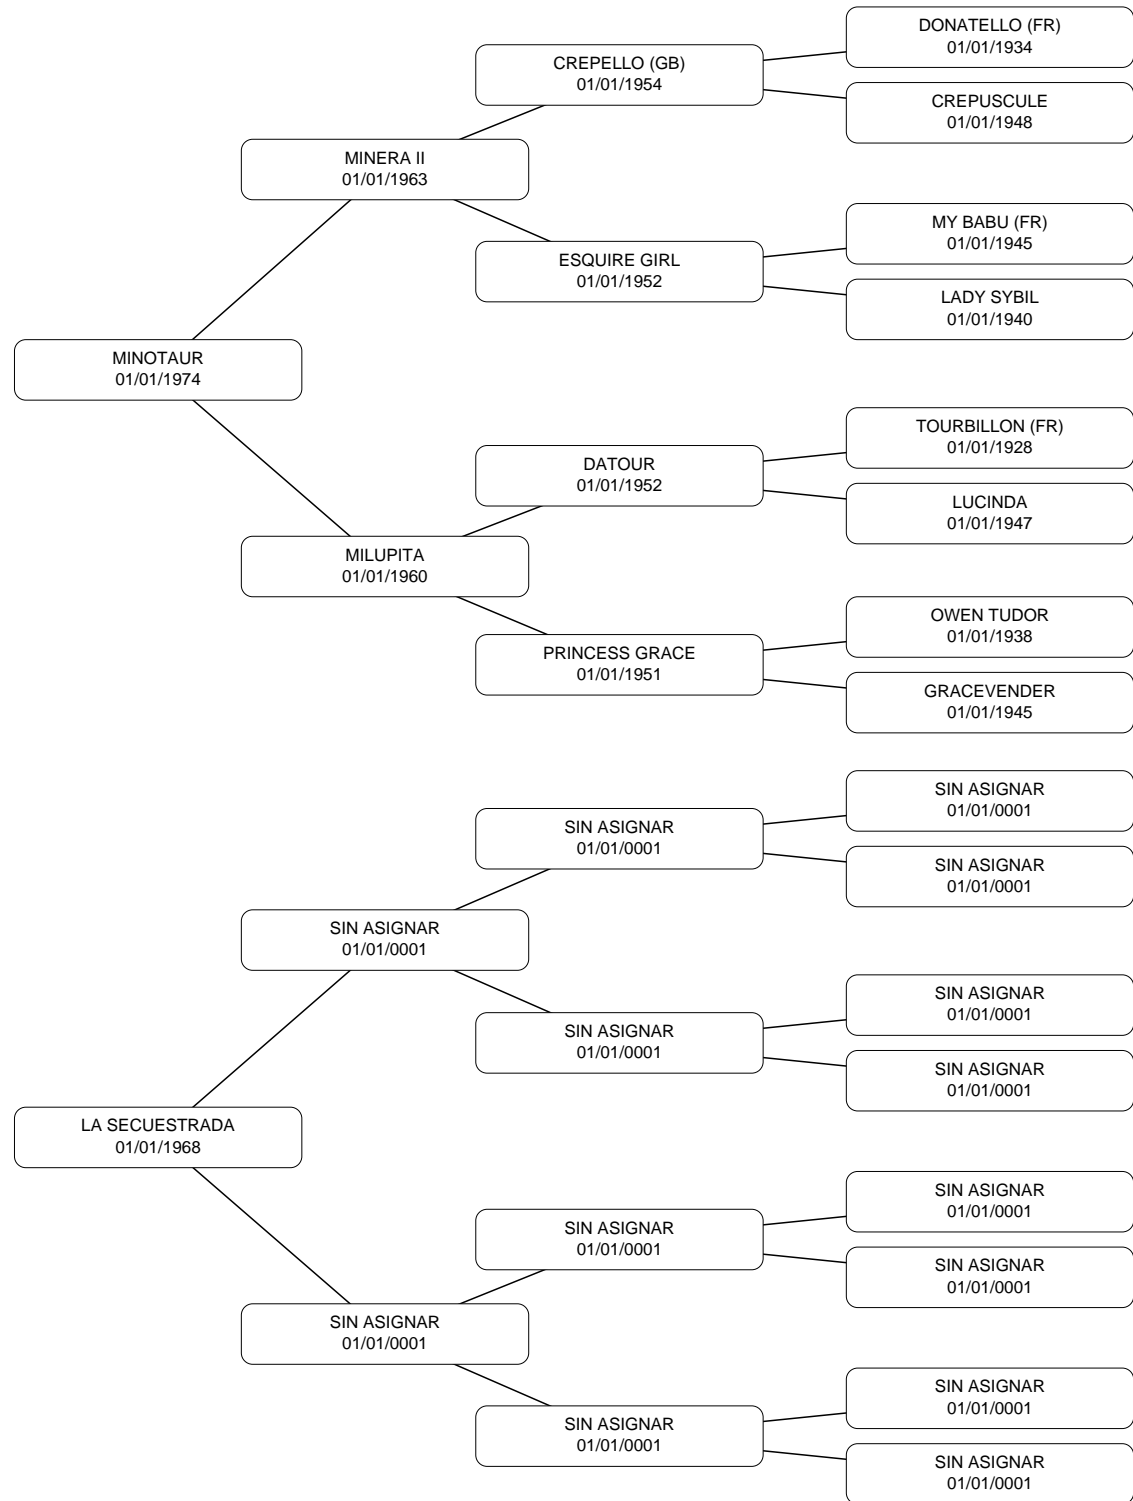 DONATELLO (FR)
01/01/1934
CREPELLO (GB)
01/01/1954
CREPUSCULE
01/01/1948
MINERA II
01/01/1963
MY BABU (FR)
01/01/1945
ESQUIRE GIRL
01/01/1952
LADY SYBIL
01/01/1940
MINOTAUR
01/01/1974
TOURBILLON (FR)
01/01/1928
DATOUR
01/01/1952
LUCINDA
01/01/1947
MILUPITA
01/01/1960
OWEN TUDOR
01/01/1938
PRINCESS GRACE
01/01/1951
GRACEVENDER
01/01/1945
SIN ASIGNAR
01/01/0001
SIN ASIGNAR
01/01/0001
SIN ASIGNAR
01/01/0001
SIN ASIGNAR
01/01/0001
SIN ASIGNAR
01/01/0001
SIN ASIGNAR
01/01/0001
SIN ASIGNAR
01/01/0001
LA SECUESTRADA
01/01/1968
SIN ASIGNAR
01/01/0001
SIN ASIGNAR
01/01/0001
SIN ASIGNAR
01/01/0001
SIN ASIGNAR
01/01/0001
SIN ASIGNAR
01/01/0001
SIN ASIGNAR
01/01/0001
SIN ASIGNAR
01/01/0001